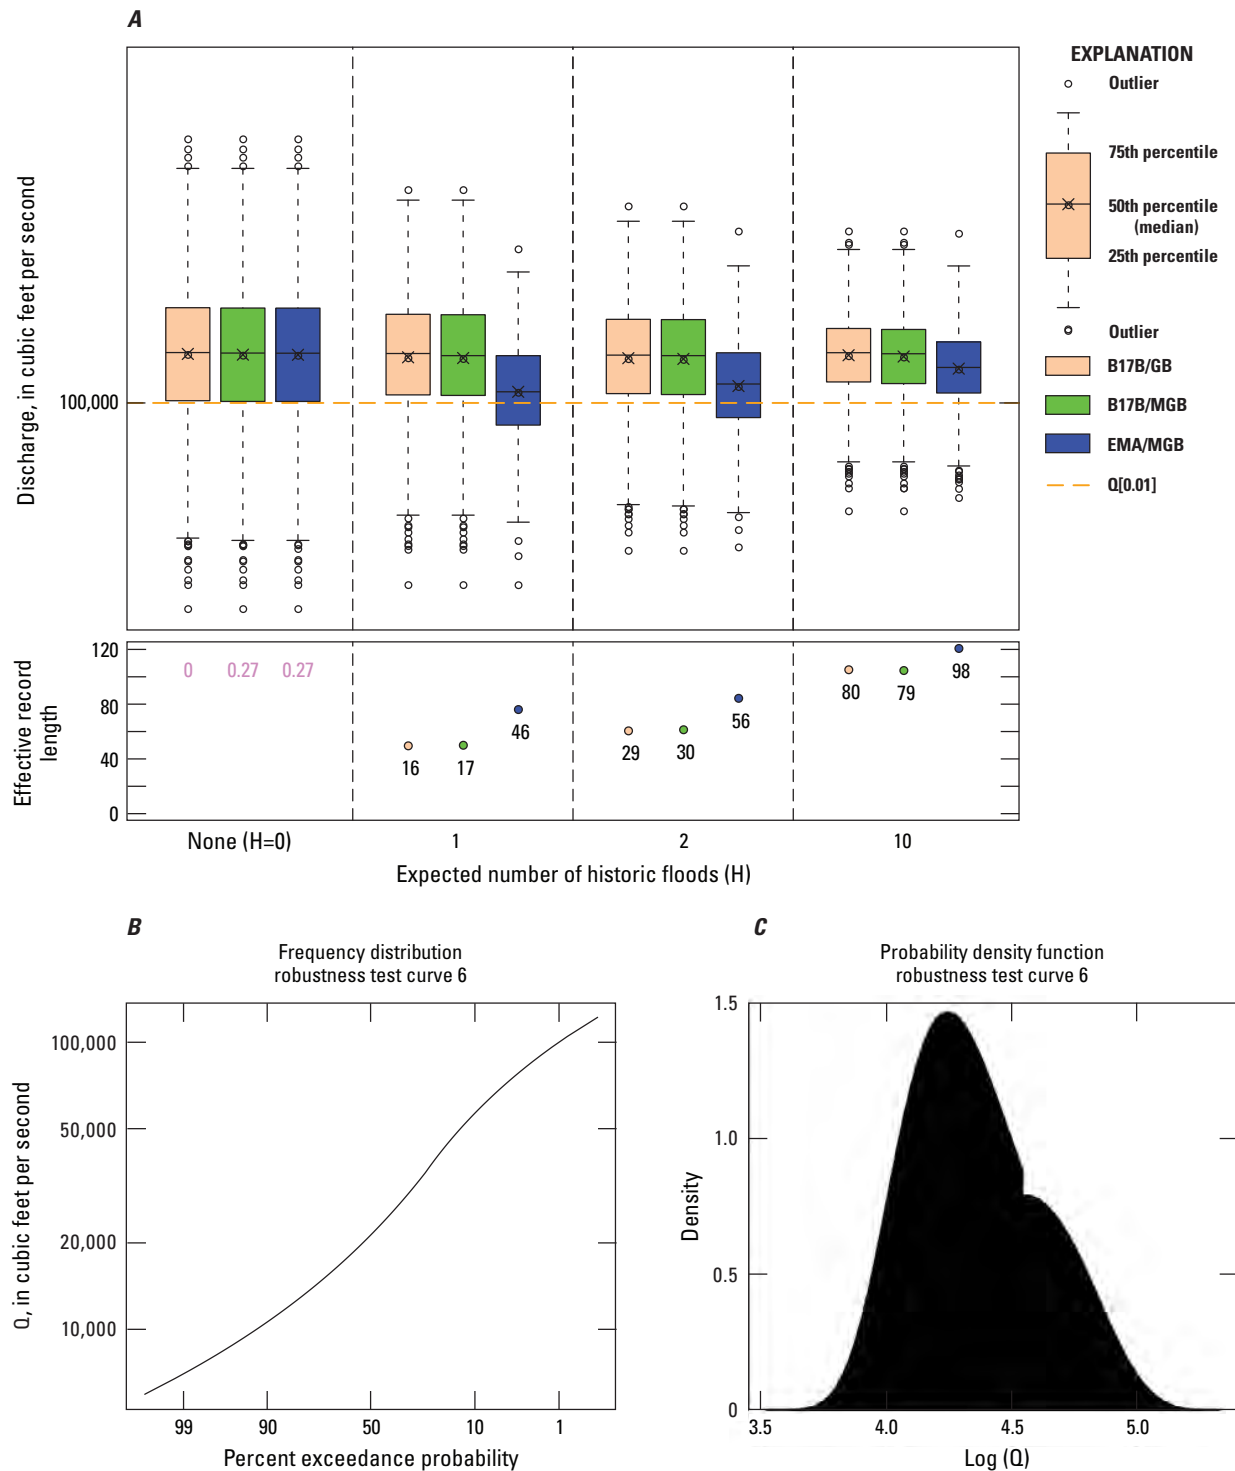 A
Discharge, in cubic feet per second
100,000
EXPLANATION
Outlier
75th percentile
50th percentile
(median)
25th percentile
Outlier
B17B/GB
B17B/MGB
EMA/MGB
Q[0.01]
Effective record
length
120
80
40
0
0 0.27 0.27
16 17 46
29 30 56
80 79 98
None (H=0) 1 2 10
Expected number of historic floods (H)
B
Frequency distribution
robustness test curve 6
Q, in cubic feet per second
100,000
50,000
20,000
10,000
99 90 50 10 1
Percent exceedance probability
C
Probability density function
robustness test curve 6
Density
1.5
1.0
0.5
0
3.5 4.0 4.5 5.0
Log (Q)